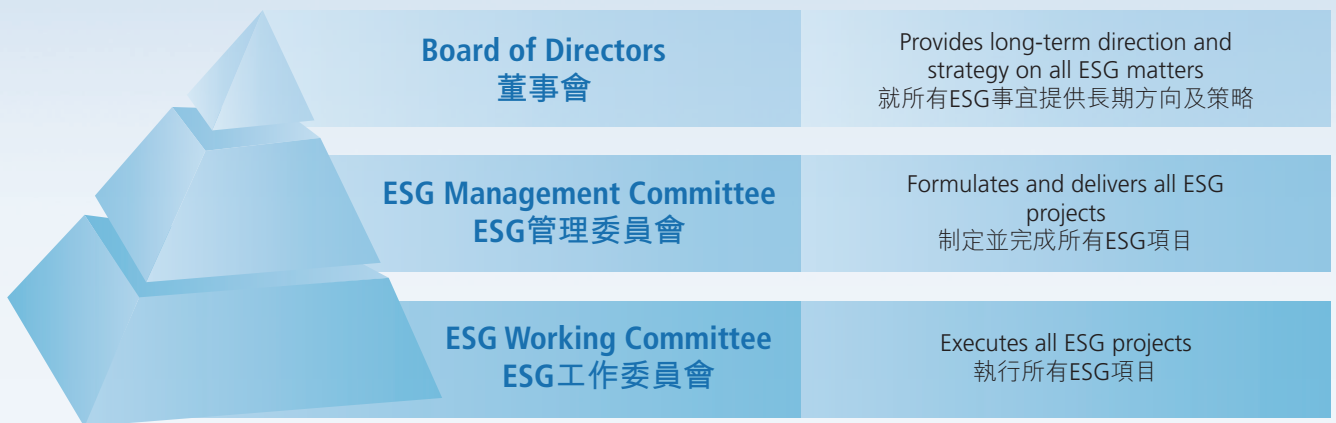 Board of Directors
董事會
Provides long-term direction and
strategy on all ESG matters
就所有ESG事宜提供長期方向及策略
ESG Management Committee
ESG管理委員會
Formulates and delivers all ESG
projects
制定並完成所有ESG項目
ESG Working Committee
ESG工作委員會
Executes all ESG projects
執行所有ESG項目